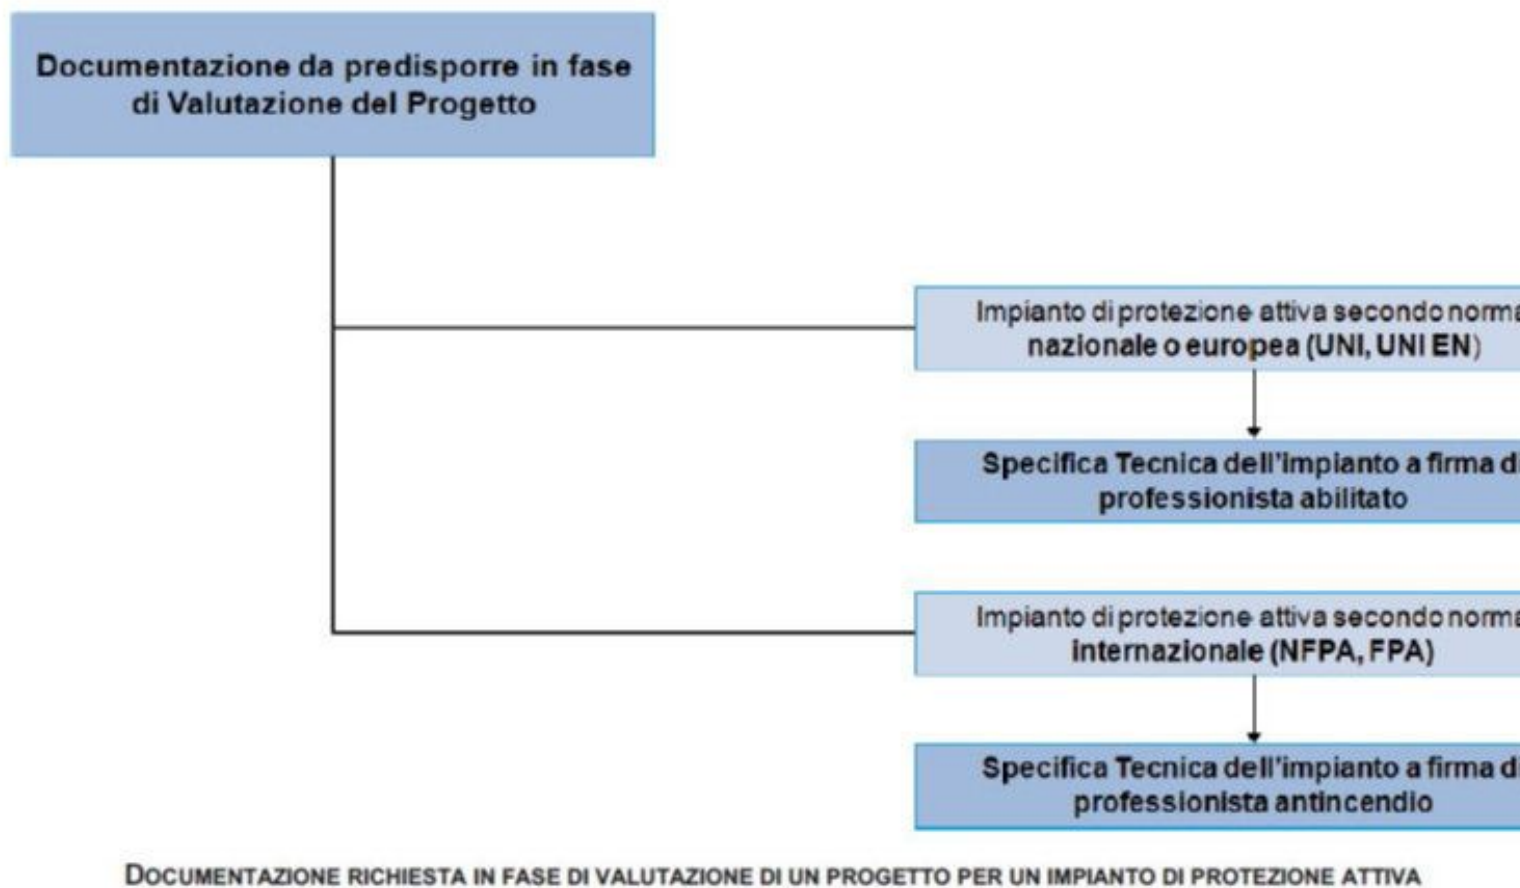 Documentazione da predisporre in fase
di Valutazione del Progetto
Impianto di protezione attiva secondo norma
nazionale o europea (UNI, UNI EN)
Specifica Tecnica dell'impianto a firma di
professionista abilitato
Impianto di protezione attiva secondo norma
internazionale (NFPA, FPA)
Specifica Tecnica dell'impianto a firma di
professionista antincendio
DOCUMENTAZIONE RICHIESTA IN FASE DI VALUTAZIONE DI UN PROGETTO PER UN IMPIANTO DI PROTEZIONE ATTIVA